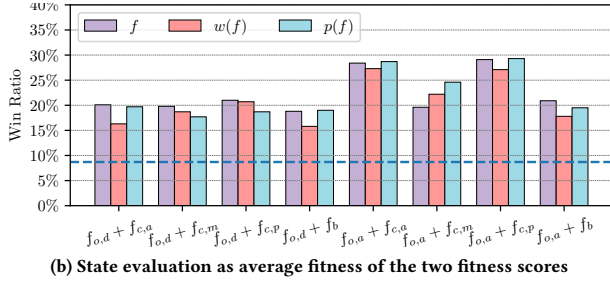 40%
f w(f) p(f)
35%
30%
25%
20%
15%
10%
5%
0%
Win Ratio
f_{o,d} + f_{c,a} f_{o,d} + f_{c,m} f_{o,d} + f_{c,p} f_{o,d} + f_b f_{o,a} + f_{c,a} f_{o,a} + f_{c,m} f_{o,a} + f_{c,p} f_{o,a} + f_b
(b) State evaluation as average fitness of the two fitness scores